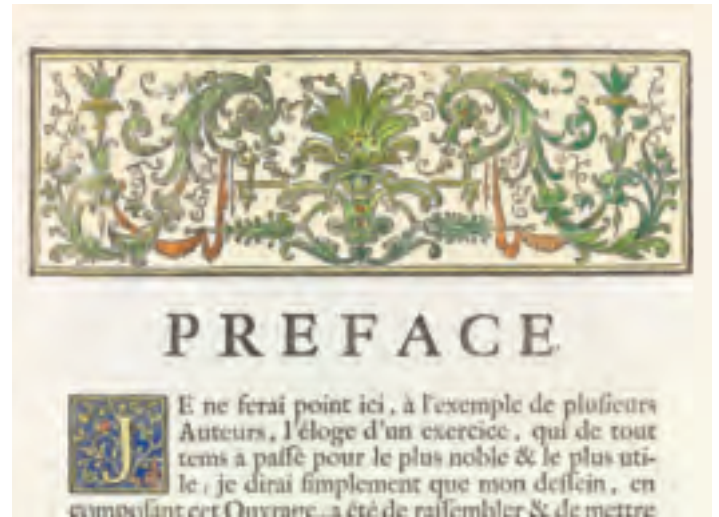 PREFACE
JE ne ferai point ici, à l'exemple de pluſieurs
Auteurs, l'éloge d'un exercice, qui de tout
tems a paſſé pour le plus noble & le plus uti-
le; je dirai ſimplement que mon deſſein, en
compoſant cet Ouvrage, a été de raſſembler & de mettre